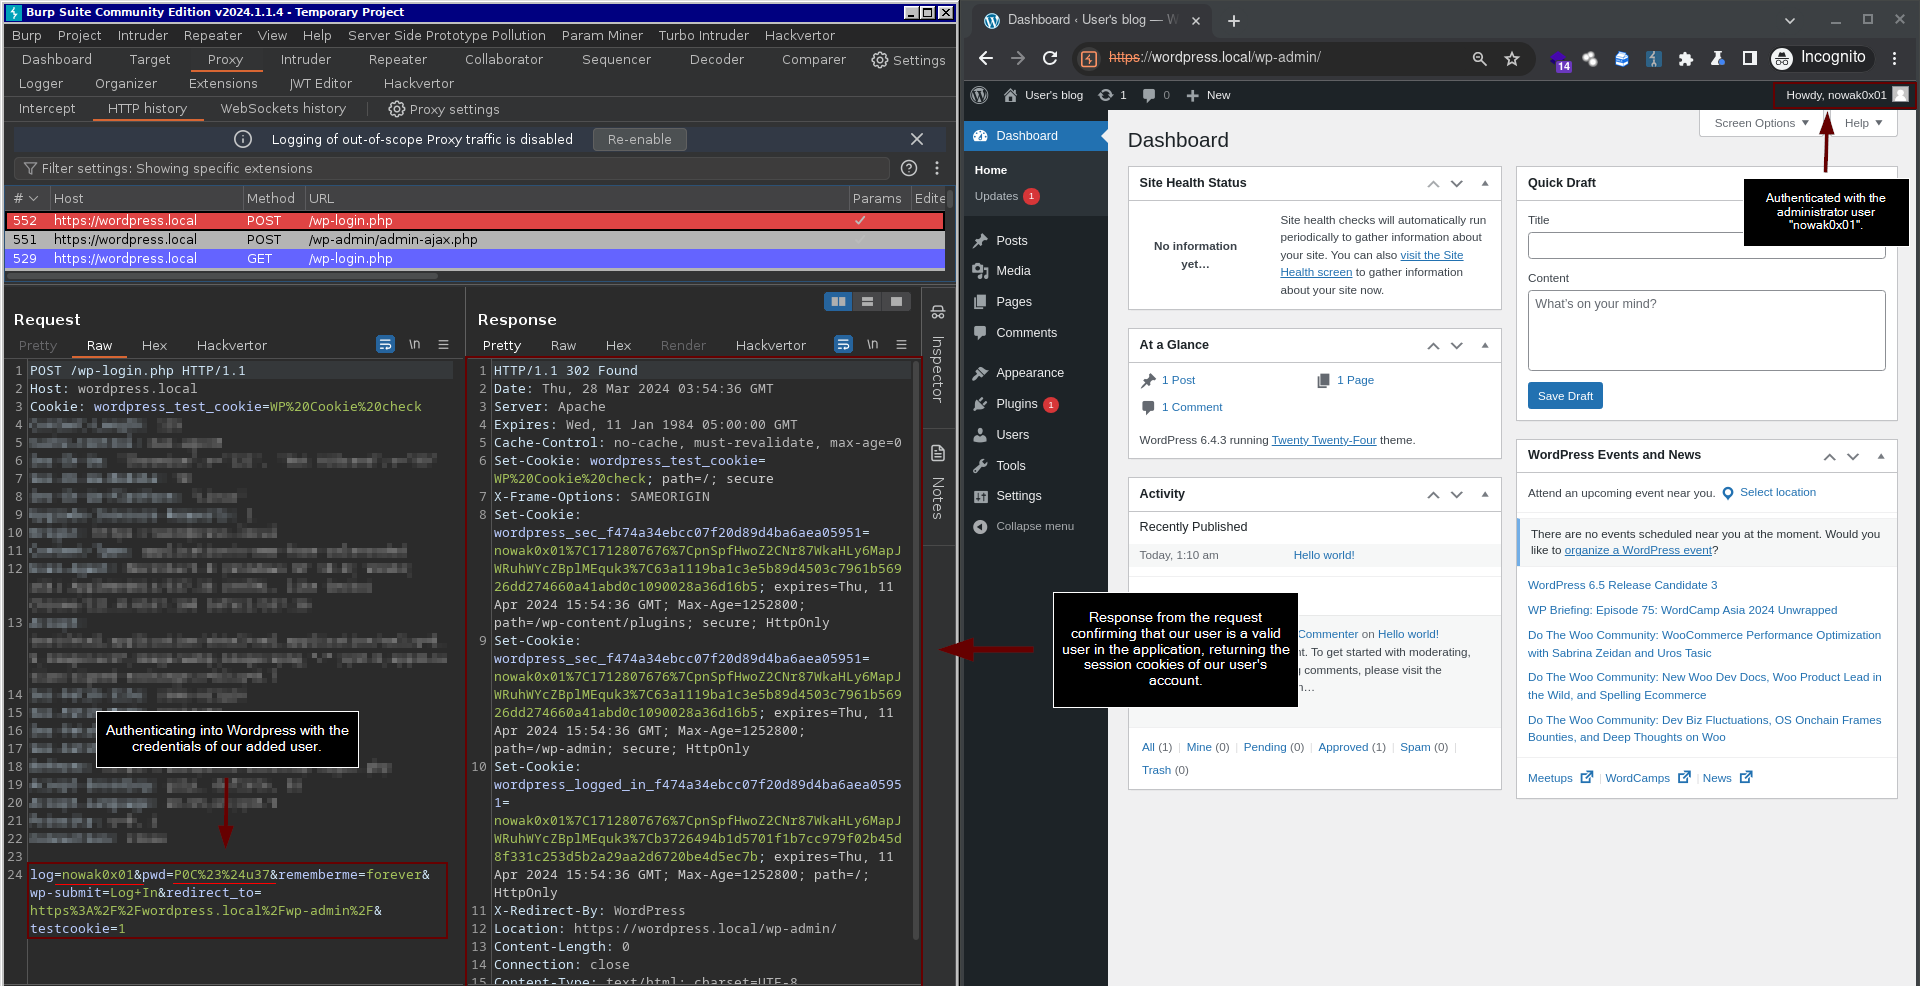 Burp Suite Community Edition v2024.1.1.4 - Temporary Project
Burp Project Intruder Repeater View Help Server Side Prototype Pollution Param Miner Turbo Intruder Hackvertor
Dashboard Target Proxy Intruder Repeater Collaborator Sequencer Decoder Comparer Settings
Logger Organizer Extensions JWT Editor Hackvertor
Intercept HTTP history WebSockets history Proxy settings
Logging of out-of-scope Proxy traffic is disabled Re-enable
Filter settings: Showing specific extensions
# Host Method URL Params Edite
552 https://wordpress.local POST /wp-login.php ✓
551 https://wordpress.local POST /wp-admin/admin-ajax.php
529 https://wordpress.local GET /wp-login.php
Request
Pretty Raw Hex Hackvertor \n
1 POST /wp-login.php HTTP/1.1
2 Host: wordpress.local
3 Cookie: wordpress_test_cookie=WP%20Cookie%20check
4
5
6
7
8
9
10
11
12
13
14
15
16
17
18
19
20
21
22
23
24 log=nowak0x01&pwd=P0C%23%24u37&rememberme=forever&
wp-submit=Log+In&redirect_to=
https%3A%2F%2Fwordpress.local%2Fwp-admin%2F&
testcookie=1
Authenticating into Wordpress with the
credentials of our added user.
Response
Pretty Raw Hex Render Hackvertor \n
1 HTTP/1.1 302 Found
2 Date: Thu, 28 Mar 2024 03:54:36 GMT
3 Server: Apache
4 Expires: Wed, 11 Jan 1984 05:00:00 GMT
5 Cache-Control: no-cache, must-revalidate, max-age=0
6 Set-Cookie: wordpress_test_cookie=
WP%20Cookie%20check; path=/; secure
7 X-Frame-Options: SAMEORIGIN
8 Set-Cookie:
wordpress_sec_f474a34ebcc07f20d89d4ba6aea05951=
nowak0x01%7C1712807676%7CpnSpfHwoZ2CNr87WkaHLy6MapJ
WRuhWYcZBplMEquk3%7C63a1119ba1c3e5b89d4503c7961b569
26dd274660a41abd0c1090028a36d16b5; expires=Thu, 11
Apr 2024 15:54:36 GMT; Max-Age=1252800;
path=/wp-content/plugins; secure; HttpOnly
9 Set-Cookie:
wordpress_sec_f474a34ebcc07f20d89d4ba6aea05951=
nowak0x01%7C1712807676%7CpnSpfHwoZ2CNr87WkaHLy6MapJ
WRuhWYcZBplMEquk3%7C63a1119ba1c3e5b89d4503c7961b569
26dd274660a41abd0c1090028a36d16b5; expires=Thu, 11
Apr 2024 15:54:36 GMT; Max-Age=1252800;
path=/wp-admin; secure; HttpOnly
10 Set-Cookie:
wordpress_logged_in_f474a34ebcc07f20d89d4ba6aea0595
1=
nowak0x01%7C1712807676%7CpnSpfHwoZ2CNr87WkaHLy6MapJ
WRuhWYcZBplMEquk3%7Cb3726494b1d5701f1b7cc979f02b45d
8f331c253d5b2a29aa2d6720be4d5ec7b; expires=Thu, 11
Apr 2024 15:54:36 GMT; Max-Age=1252800; path=/;
HttpOnly
11 X-Redirect-By: WordPress
12 Location: https://wordpress.local/wp-admin/
13 Content-Length: 0
14 Connection: close
15 Content-Type: text/html; charset=UTF-8
Inspector
Notes
Dashboard ‹ User's blog — W
https://wordpress.local/wp-admin/
14
Incognito
User's blog 1 0 New
Howdy, nowak0x01
Dashboard
Home
Updates 1
Posts
Media
Pages
Comments
Appearance
Plugins 1
Users
Tools
Settings
Collapse menu
Screen Options Help
Authenticated with the
administrator user
"nowak0x01".
Dashboard
Site Health Status
No information
yet…
Site health checks will automatically run
periodically to gather information about
your site. You can also visit the Site
Health screen to gather information
about your site now.
At a Glance
1 Post 1 Page
1 Comment
WordPress 6.4.3 running Twenty Twenty-Four theme.
Activity
Recently Published
Today, 1:10 am Hello world!
Response from the request
confirming that our user is a valid
user in the application, returning the
session cookies of our user's
account.
Commenter on Hello world!
t. To get started with moderating,
comments, please visit the
n…
All (1) | Mine (0) | Pending (0) | Approved (1) | Spam (0) |
Trash (0)
Quick Draft
Title
Content
What's on your mind?
Save Draft
WordPress Events and News
Attend an upcoming event near you. Select location
There are no events scheduled near you at the moment. Would you
like to organize a WordPress event?
WordPress 6.5 Release Candidate 3
WP Briefing: Episode 75: WordCamp Asia 2024 Unwrapped
Do The Woo Community: WooCommerce Performance Optimization
with Sabrina Zeidan and Uros Tasic
Do The Woo Community: New Woo Dev Docs, Woo Product Lead in
the Wild, and Spelling Ecommerce
Do The Woo Community: Dev Biz Fluctuations, OS Onchain Frames
Bounties, and Deep Thoughts on Woo
Meetups | WordCamps | News